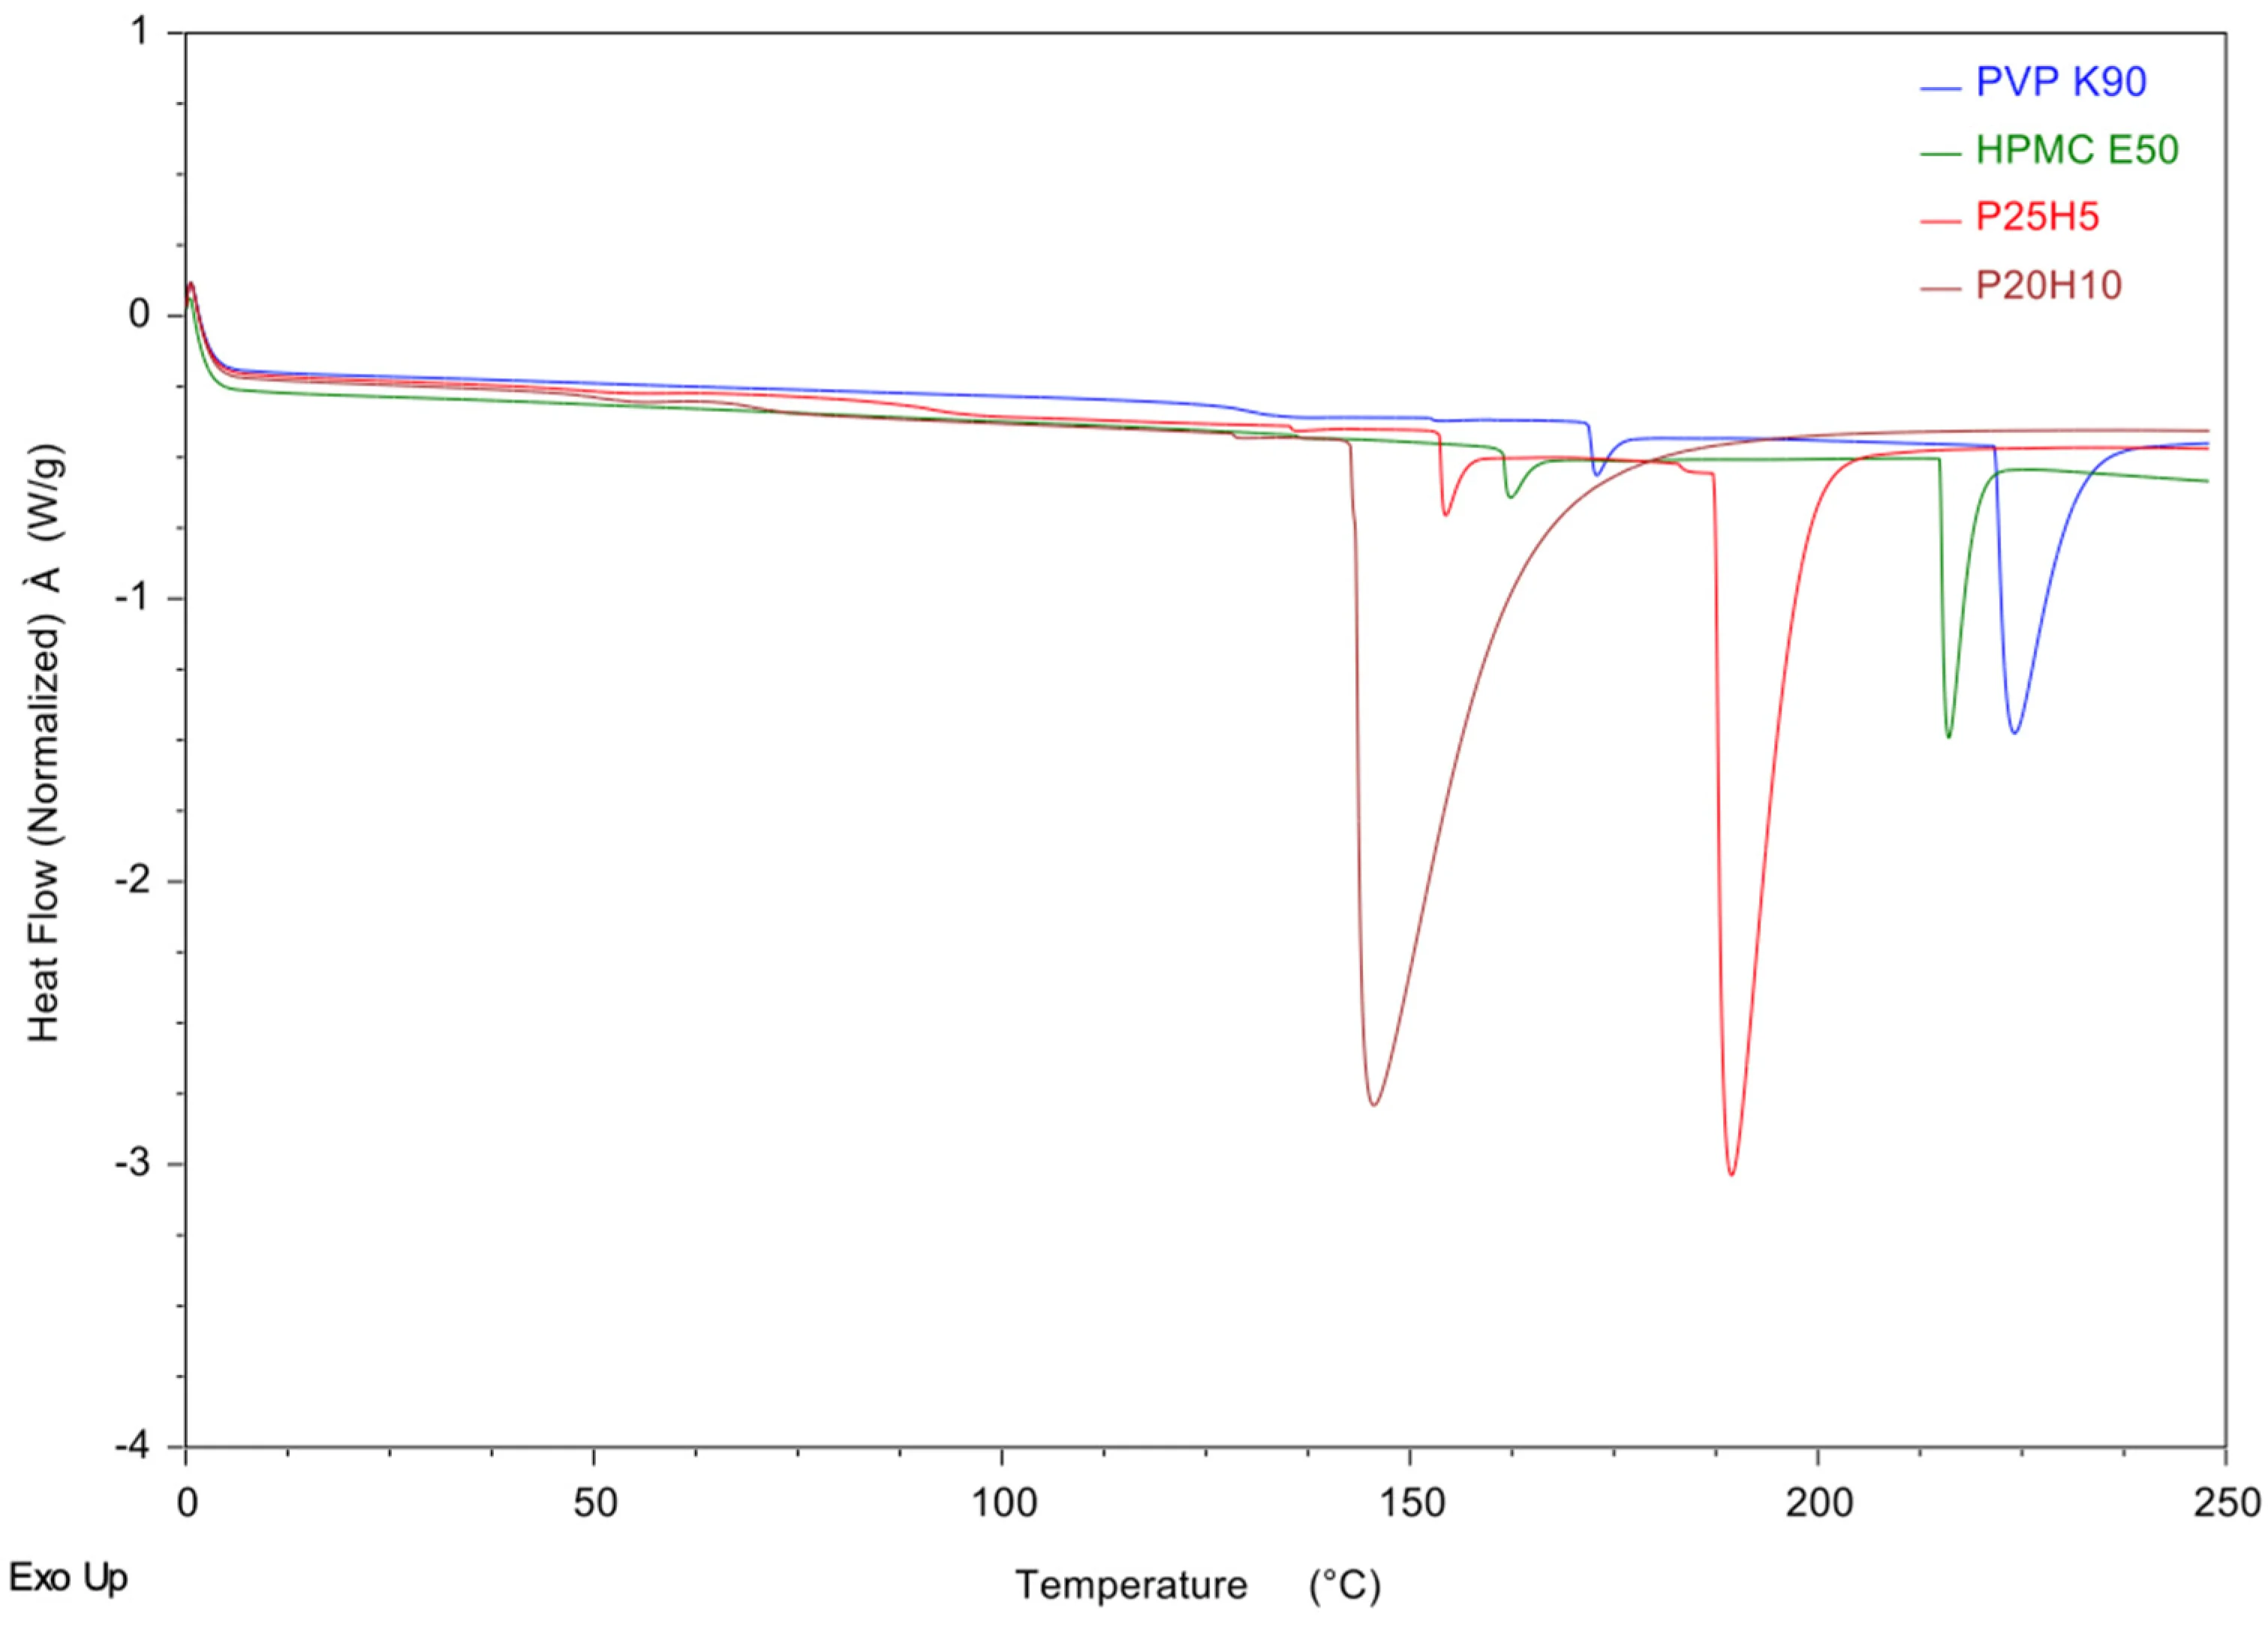 1
0
-1
-2
-3
-4
Heat Flow (Normalized) À (W/g)
PVP K90
HPMC E50
P25H5
P20H10
0 50 100 150 200 250
Exo Up
Temperature (°C)